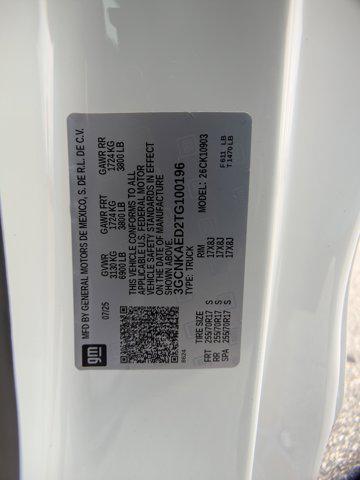 MFD BY GENERAL MOTORS DE MEXICO, S. DE R.L. DE C.V.
07/25 GVWR GAWR FRT GAWR RR
3130 KG 1724 KG 1724 KG
6900 LB 3800 LB 3800 LB
THIS VEHICLE CONFORMS TO ALL
APPLICABLE U.S. FEDERAL MOTOR
VEHICLE SAFETY STANDARDS IN EFFECT
ON THE DATE OF MANUFACTURE
SHOWN ABOVE.
3GCNKAED2TG100196
TYPE: TRUCK MODEL: 26CK10903
TIRE SIZE RIM
FRT 255/70R17 S 17X8J F 611 LB
RR 255/70R17 S 17X8J T 1470 LB
SPA 255/70R17 S 17X8J
gm